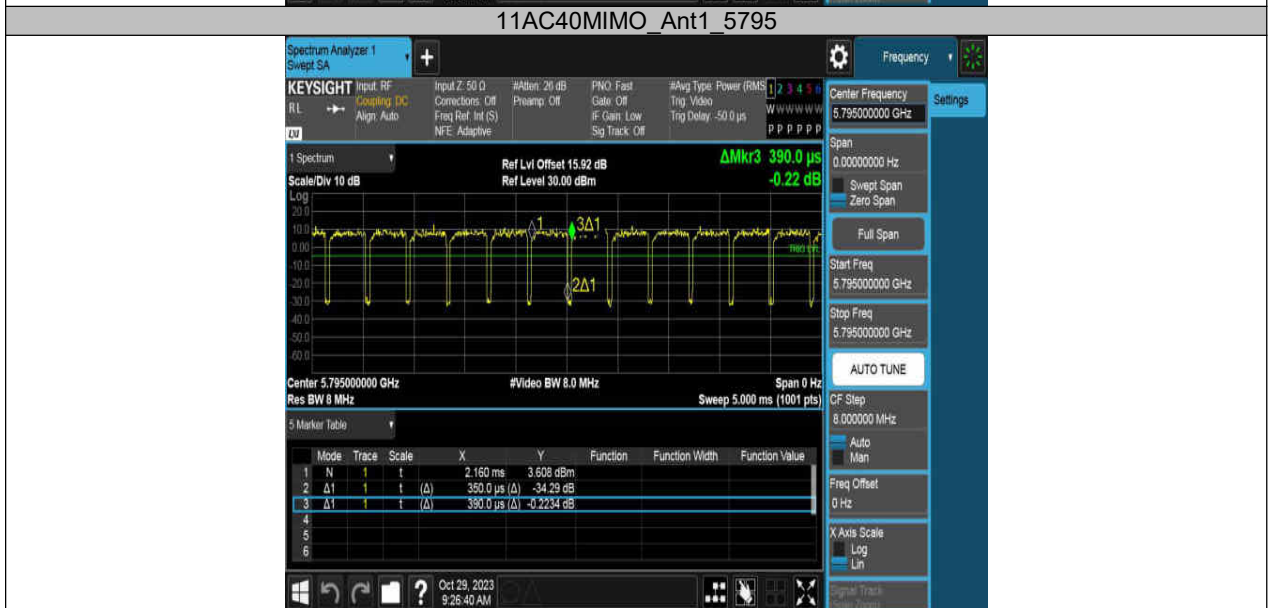 11AC40MIMO_Ant1_5795
Spectrum Analyzer 1
Swept SA
+
Frequency
KEYSIGHT Input: RF Input Z: 50 Ω #Atten: 26 dB PNO: Fast #Avg Type: Power (RMS 1 2 3 4 5 6
RL Coupling: DC Corrections: Off Preamp: Off Gate: Off Trig: Video W W W W W W
Align: Auto Freq Ref: Int (S) IF Gain: Low Trig Delay: -50.0 µs
NFE: Adaptive Sig Track: Off P P P P P P
Center Frequency
5.795000000 GHz
Settings
Span
0.00000000 Hz
Swept Span
Zero Span
Full Span
Start Freq
5.795000000 GHz
Stop Freq
5.795000000 GHz
AUTO TUNE
CF Step
8.000000 MHz
Auto
Man
Freq Offset
0 Hz
X Axis Scale
Log
Lin
Signal Track
1 Spectrum
Ref Lvl Offset 15.92 dB
ΔMkr3 390.0 µs
Scale/Div 10 dB
Ref Level 30.00 dBm
-0.22 dB
Log
20.0
10.0
0.00
-10.0
-20.0
-30.0
-40.0
-50.0
-60.0
1
3Δ1
2Δ1
Center 5.795000000 GHz #Video BW 8.0 MHz Span 0 Hz
Res BW 8 MHz Sweep 5.000 ms (1001 pts)
5 Marker Table
Mode Trace Scale X Y Function Function Width Function Value
1 N 1 t 2.160 ms 3.608 dBm
2 Δ1 1 t (Δ) 350.0 µs (Δ) -34.29 dB
3 Δ1 1 t (Δ) 390.0 µs (Δ) -0.2234 dB
4
5
6
?
Oct 29, 2023
9:26:40 AM